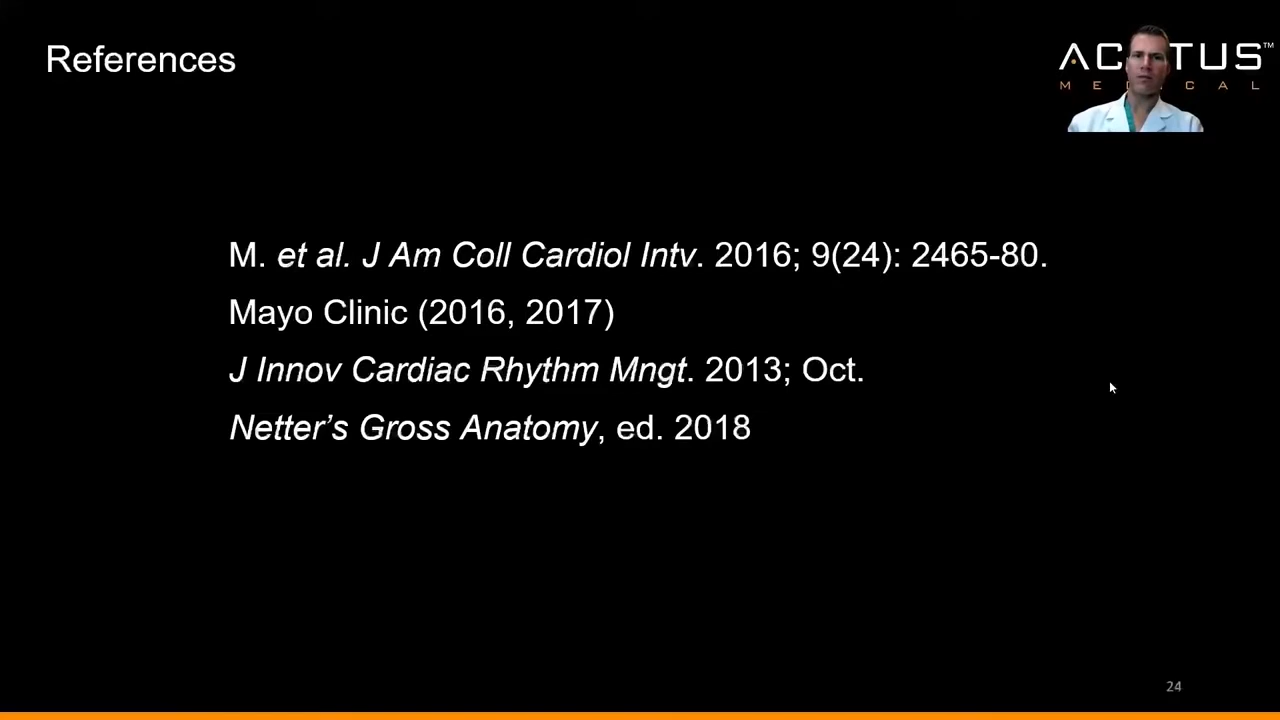 References
M. et al. J Am Coll Cardiol Intv. 2016; 9(24): 2465-80.
Mayo Clinic (2016, 2017)
J Innov Cardiac Rhythm Mngt. 2013; Oct.
Netter’s Gross Anatomy, ed. 2018
24